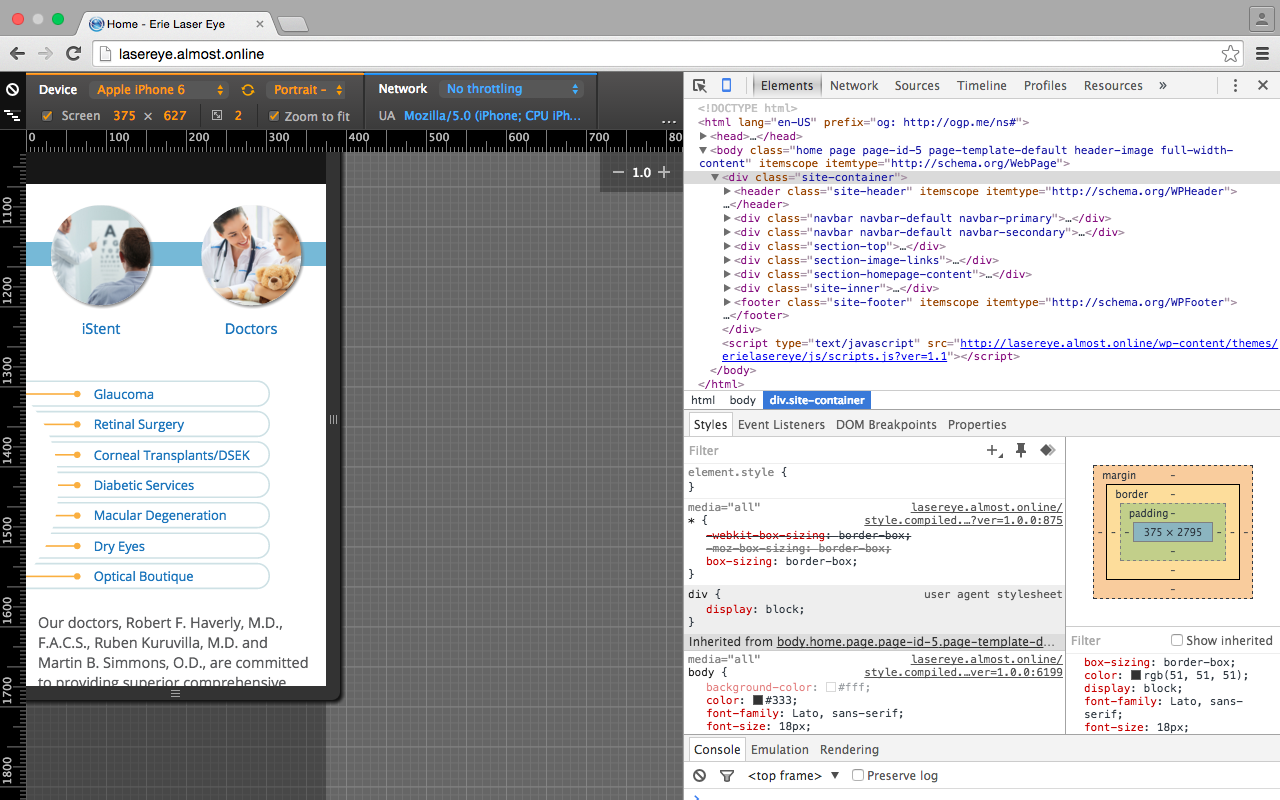 Home - Erie Laser Eye
lasereye.almost.online
Device Apple iPhone 6 Portrait - Network No throttling
Screen 375 × 627 2 Zoom to fit UA Mozilla/5.0 (iPhone; CPU iPh...
...
0 100 200 300 400 500 600 700 80
1100
1200
1300
1400
1500
1600
1700
1800
1.0
iStent Doctors
Glaucoma
Retinal Surgery
Corneal Transplants/DSEK
Diabetic Services
Macular Degeneration
Dry Eyes
Optical Boutique
Our doctors, Robert F. Haverly, M.D.,
F.A.C.S., Ruben Kuruvilla, M.D. and
Martin B. Simmons, O.D., are committed
to providing superior comprehensive
Elements Network Sources Timeline Profiles Resources »
<!DOCTYPE html>
<html lang="en-US" prefix="og: http://ogp.me/ns#">
<head>…</head>
<body class="home page page-id-5 page-template-default header-image full-width-
content" itemscope itemtype="http://schema.org/WebPage">
<div class="site-container">
<header class="site-header" itemscope itemtype="http://schema.org/WPHeader">
…</header>
<div class="navbar navbar-default navbar-primary">…</div>
<div class="navbar navbar-default navbar-secondary">…</div>
<div class="section-top">…</div>
<div class="section-image-links">…</div>
<div class="section-homepage-content">…</div>
<div class="site-inner">…</div>
<footer class="site-footer" itemscope itemtype="http://schema.org/WPFooter">
…</footer>
</div>
<script type="text/javascript" src="http://lasereye.almost.online/wp-content/themes/
erielasereye/js/scripts.js?ver=1.1"></script>
</body>
</html>
html body div.site-container
Styles Event Listeners DOM Breakpoints Properties
Filter
element.style {
}
media="all" lasereye.almost.online/
* { style.compiled.…?ver=1.0.0:875
-webkit-box-sizing: border-box;
-moz-box-sizing: border-box;
box-sizing: border-box;
}
div { user agent stylesheet
display: block;
}
Inherited from body.home.page.page-id-5.page-template-d…
media="all" lasereye.almost.online/
body { style.compiled.…ver=1.0.0:6199
background-color: #fff;
color: #333;
font-family: Lato, sans-serif;
font-size: 18px;
margin -
border -
padding -
- - - 375 × 2795 - - -
-
-
-
Filter Show inherited
box-sizing: border-box;
color: rgb(51, 51, 51);
display: block;
font-family: Lato, sans-
serif;
font-size: 18px;
Console Emulation Rendering
<top frame> ▼ Preserve log